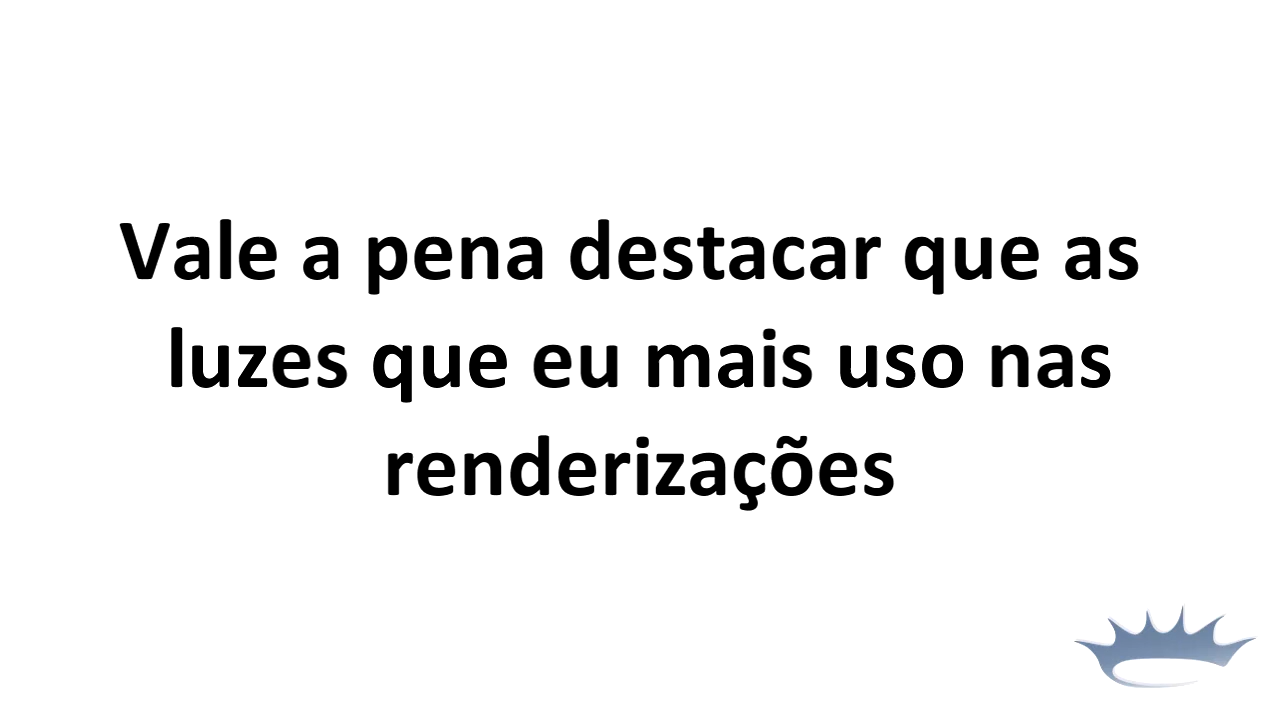 Vale a pena destacar que as
luzes que eu mais uso nas
renderizações